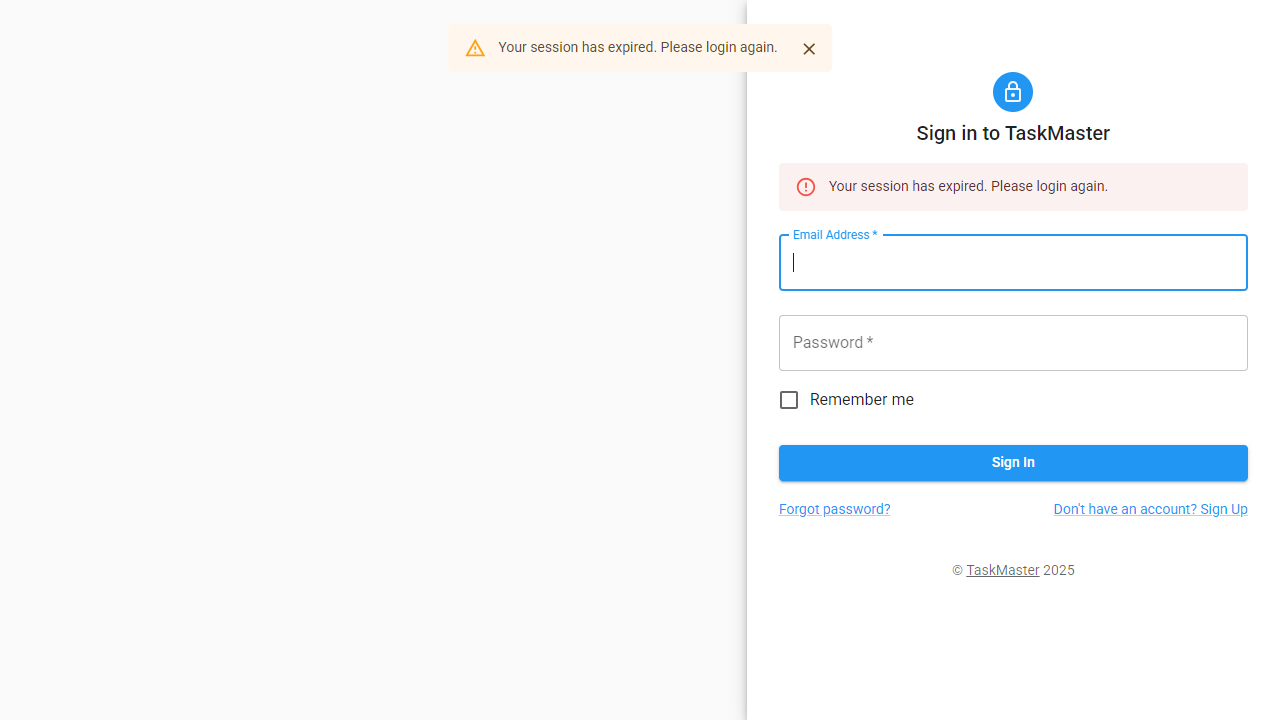 Your session has expired. Please login again.
Sign in to TaskMaster
Your session has expired. Please login again.
Email Address *
Password *
Remember me
Sign In
Forgot password?
Don't have an account? Sign Up
© TaskMaster 2025